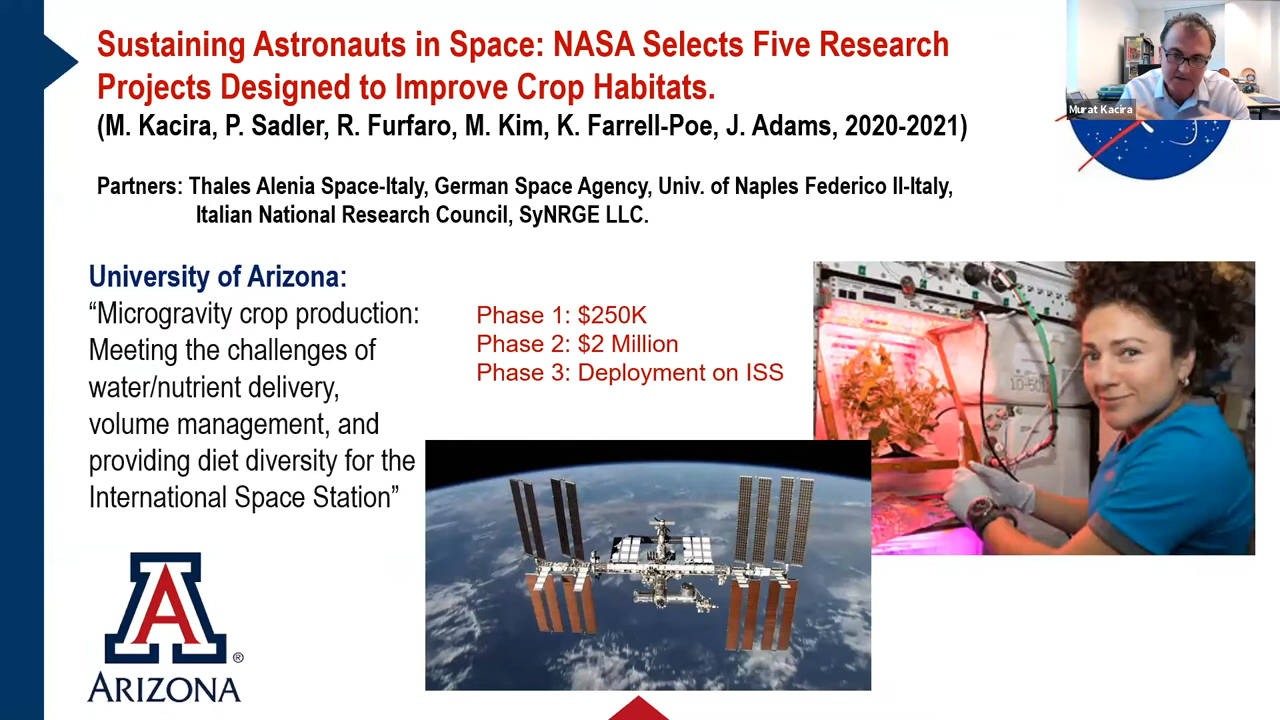 Sustaining Astronauts in Space: NASA Selects Five Research
Projects Designed to Improve Crop Habitats.
(M. Kacira, P. Sadler, R. Furfaro, M. Kim, K. Farrell-Poe, J. Adams, 2020-2021)
Murat Kacira
Partners: Thales Alenia Space-Italy, German Space Agency, Univ. of Naples Federico II-Italy,
Italian National Research Council, SyNRGE LLC.
University of Arizona:
“Microgravity crop production:
Meeting the challenges of
water/nutrient delivery,
volume management, and
providing diet diversity for the
International Space Station”
Phase 1: $250K
Phase 2: $2 Million
Phase 3: Deployment on ISS
A ®
ARIZONA